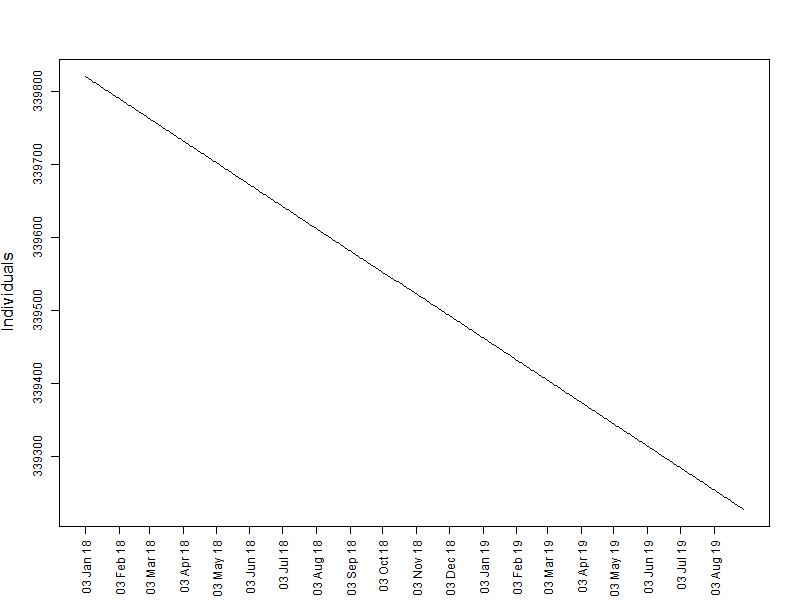 Individuals
339800
339700
339600
339500
339400
339300
03 Jan 18
03 Feb 18
03 Mar 18
03 Apr 18
03 May 18
03 Jun 18
03 Jul 18
03 Aug 18
03 Sep 18
03 Oct 18
03 Nov 18
03 Dec 18
03 Jan 19
03 Feb 19
03 Mar 19
03 Apr 19
03 May 19
03 Jun 19
03 Jul 19
03 Aug 19